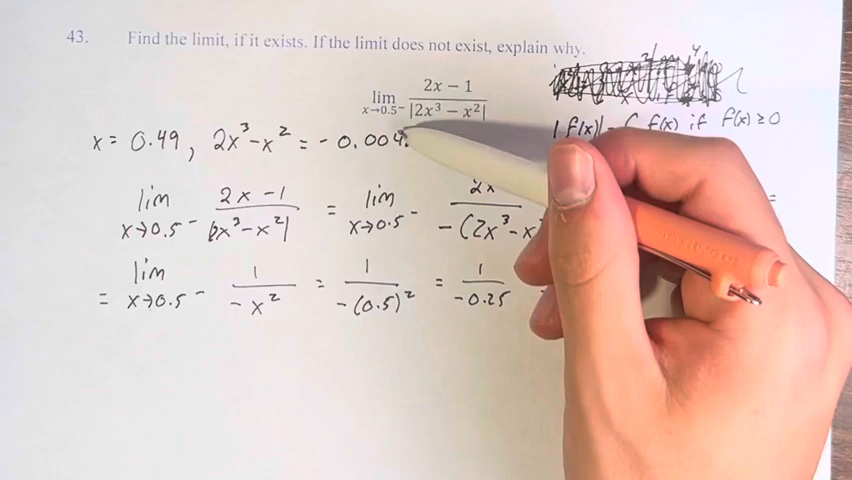 43. Find the limit, if it exists. If the limit does not exist, explain why.
lim x→0.5⁻ (2x − 1)/|2x³ − x²|
|f(x)| = { f(x) if f(x) ≥ 0
x = 0.49, 2x³-x² = -0.004
lim x→0.5⁻ (2x-1)/|2x³-x²| = lim x→0.5⁻ 2x /-(2x³-x =
= lim x→0.5⁻ 1/-x² = 1/-(0.5)² = 1/-0.25